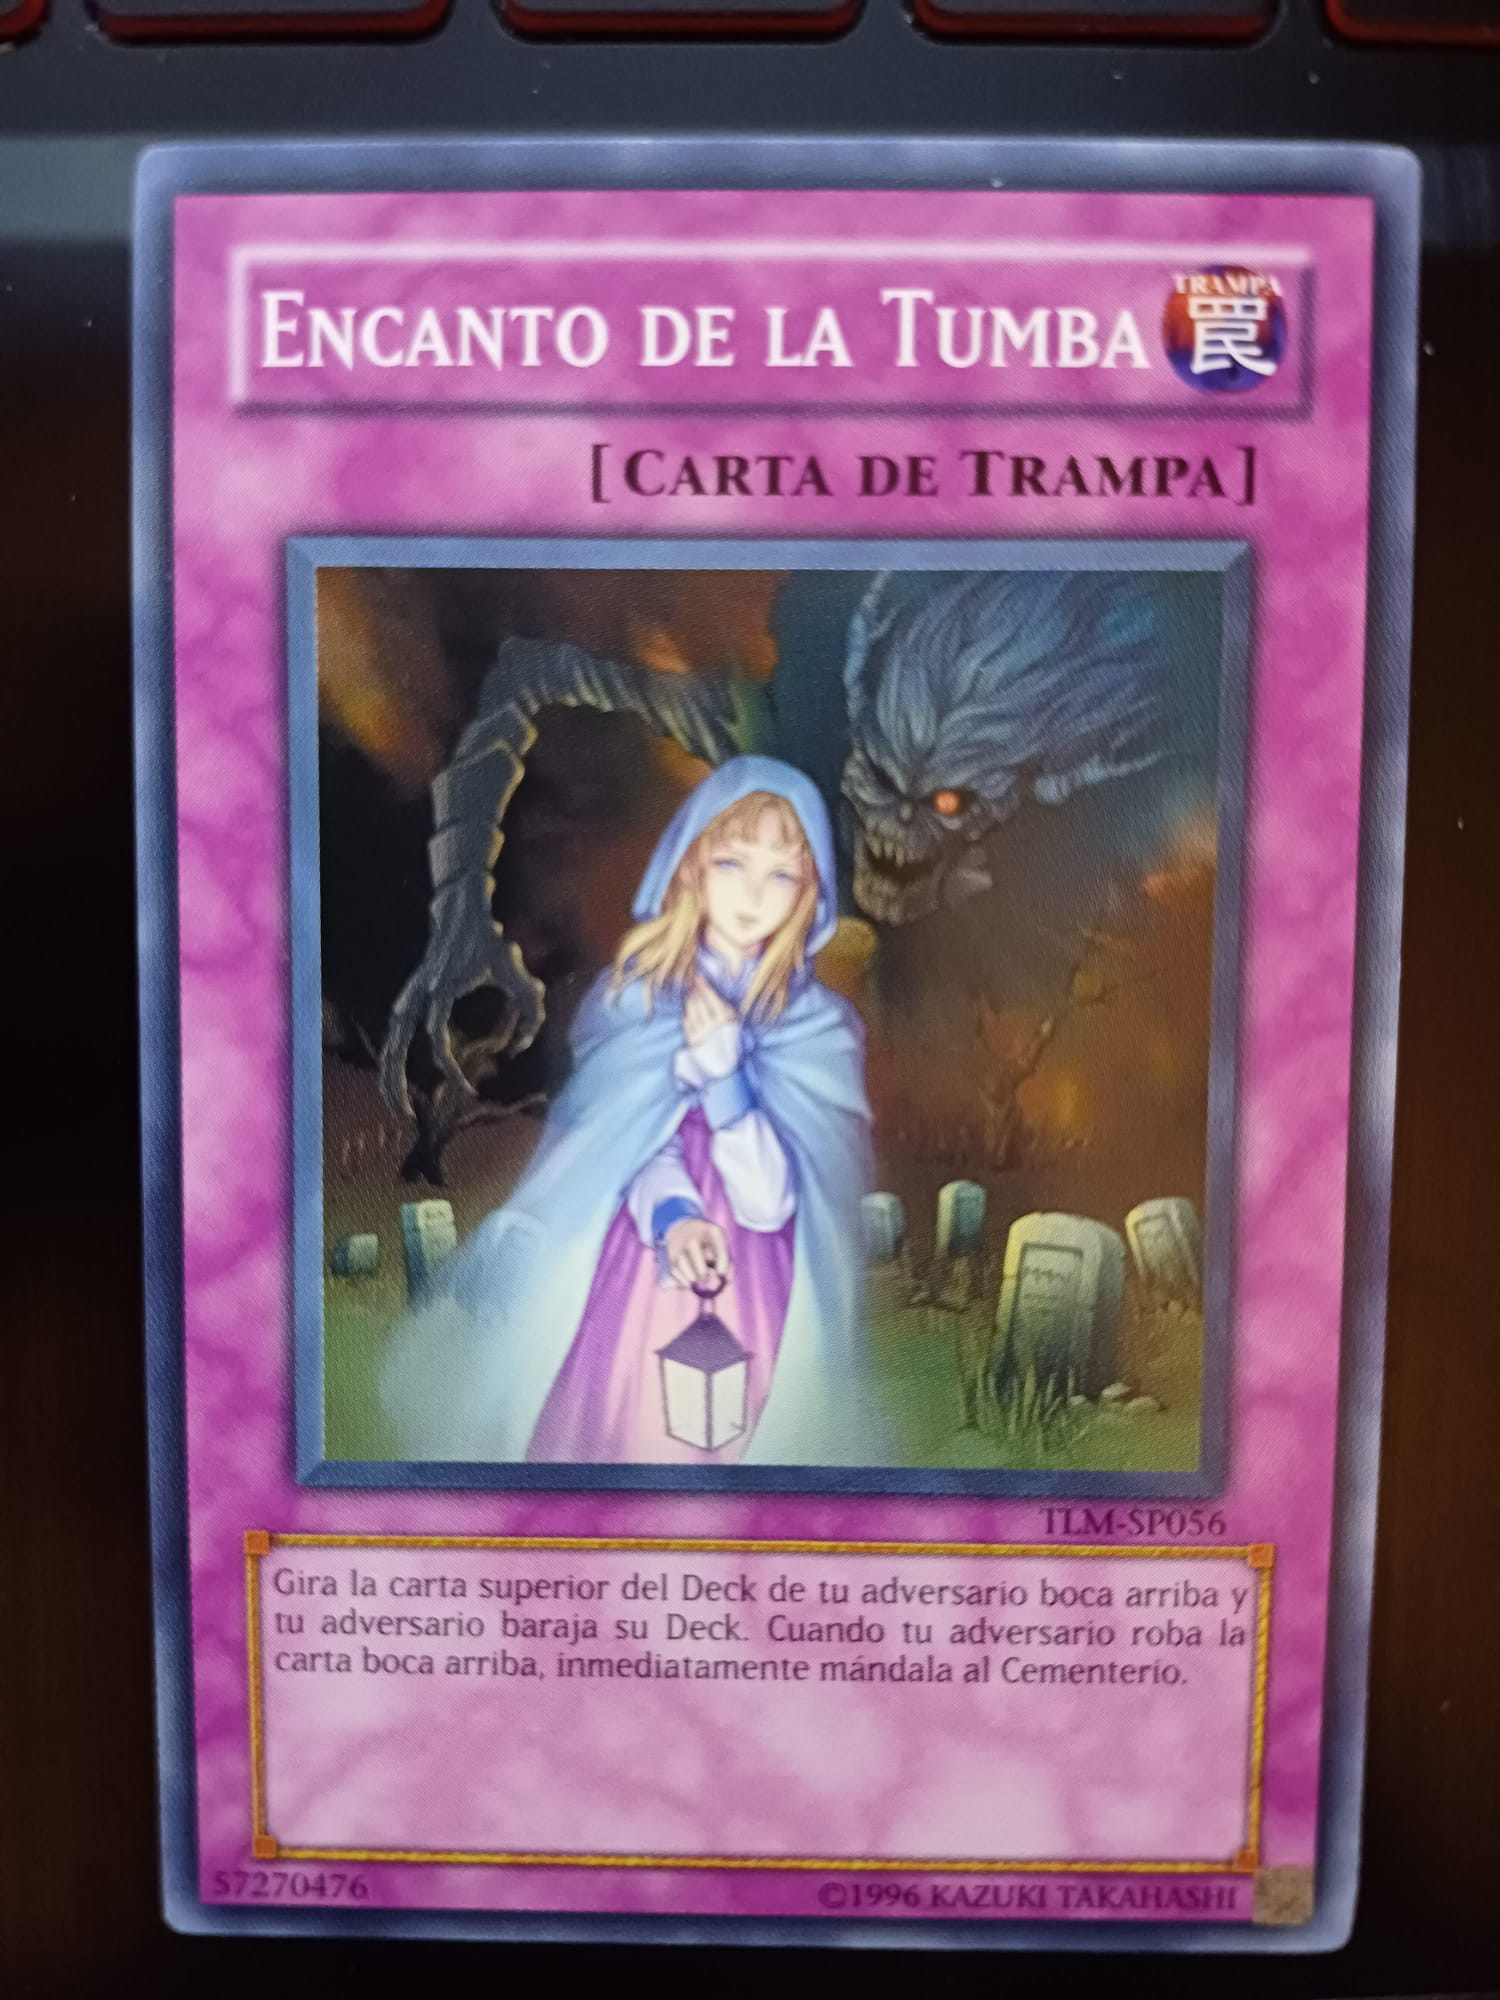 ENCANTO DE LA TUMBA
TRAMPA
罠
[CARTA DE TRAMPA]
TLM-SP056
Gira la carta superior del Deck de tu adversario boca arriba y
tu adversario baraja su Deck. Cuando tu adversario roba la
carta boca arriba, inmediatamente mándala al Cementerio.
57270476
©1996 KAZUKI TAKAHASHI